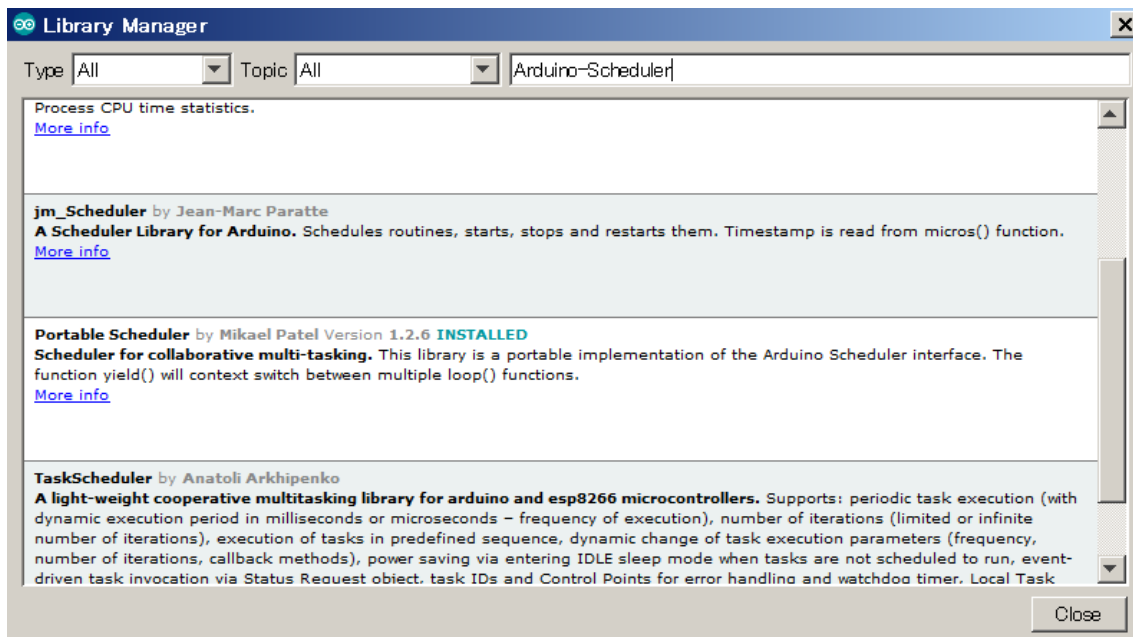 Library Manager
Type All Topic All Arduino-Scheduler
Process CPU time statistics.
More info
jm_Scheduler by Jean-Marc Paratte
A Scheduler Library for Arduino. Schedules routines, starts, stops and restarts them. Timestamp is read from micros() function.
More info
Portable Scheduler by Mikael Patel Version 1.2.6 INSTALLED
Scheduler for collaborative multi-tasking. This library is a portable implementation of the Arduino Scheduler interface. The
function yield() will context switch between multiple loop() functions.
More info
TaskScheduler by Anatoli Arkhipenko
A light-weight cooperative multitasking library for arduino and esp8266 microcontrollers. Supports: periodic task execution (with
dynamic execution period in milliseconds or microseconds – frequency of execution), number of iterations (limited or infinite
number of iterations), execution of tasks in predefined sequence, dynamic change of task execution parameters (frequency,
number of iterations, callback methods), power saving via entering IDLE sleep mode when tasks are not scheduled to run, event-
driven task invocation via Status Request object, task IDs and Control Points for error handling and watchdog timer, Local Task
Close